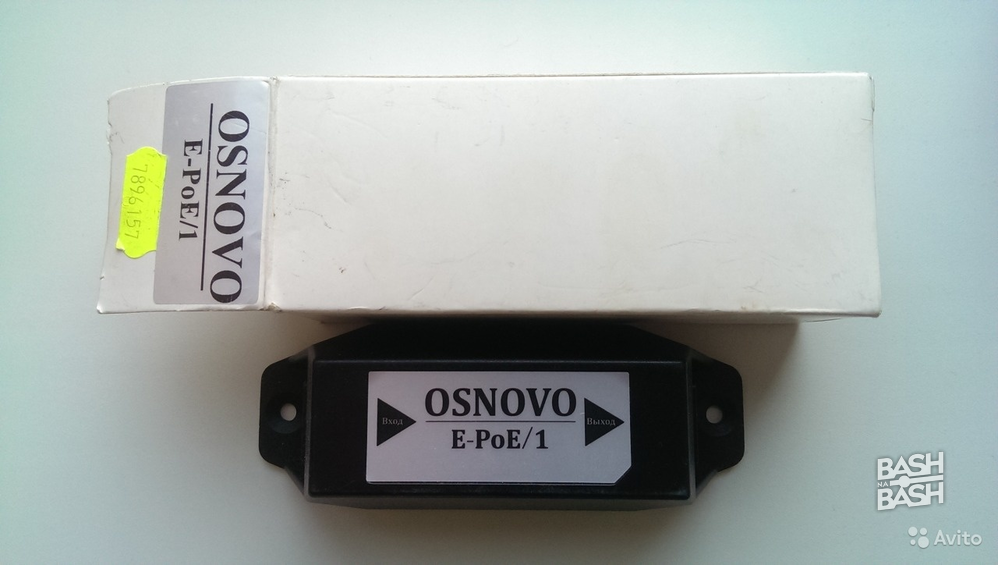 OSNOVO
E-PoE/1
7896157
OSNOVO
E-PoE/1
Вход
Выход
BASH
NA
BASH
Avito